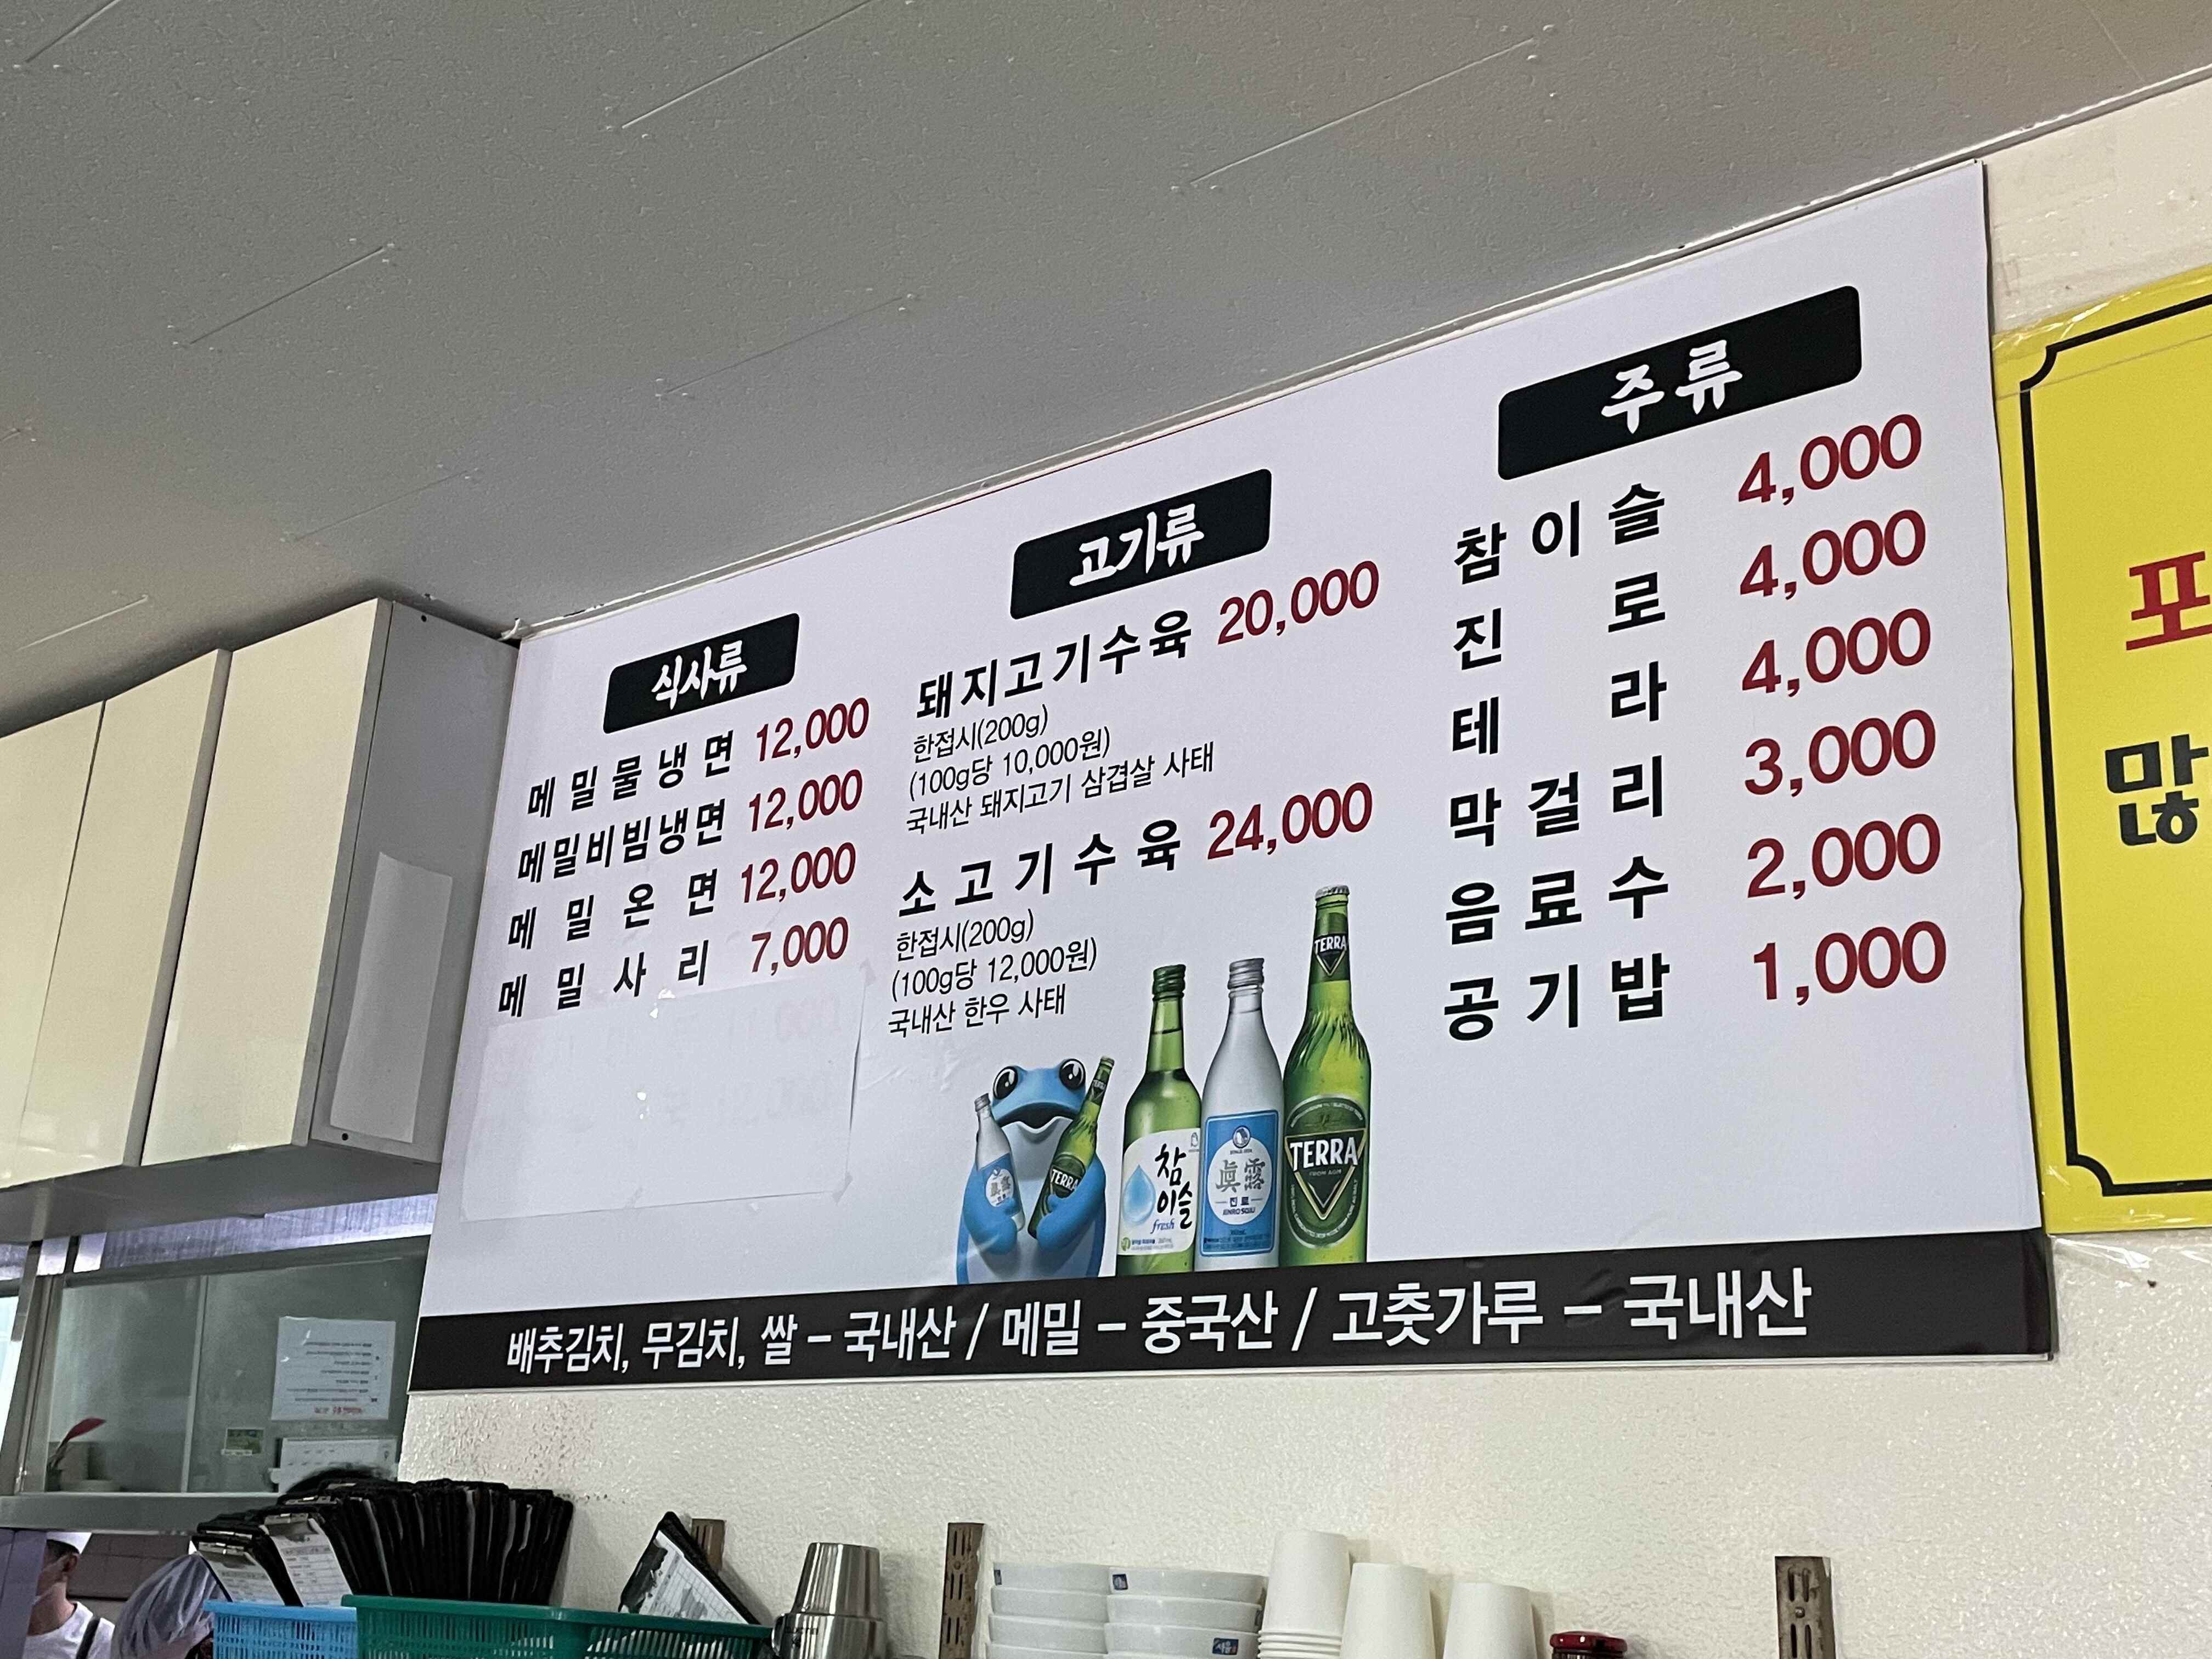 식사류
메밀물냉면 12,000
메밀비빔냉면 12,000
메밀온면 12,000
메밀사리 7,000
고기류
돼지고기수육 20,000
한접시(200g)
(100g당 10,000원)
국내산 돼지고기 삼겹살 사태
소고기수육 24,000
한접시(200g)
(100g당 12,000원)
국내산 한우 사태
주류
참이슬 4,000
진로 4,000
테라 4,000
막걸리 3,000
음료수 2,000
공기밥 1,000
TERRA
TERRA
참
이슬
fresh
眞露
진로
JINRO SOJU
TERRA
배추김치, 무김치, 쌀 – 국내산 / 메밀 – 중국산 / 고춧가루 – 국내산
포
많